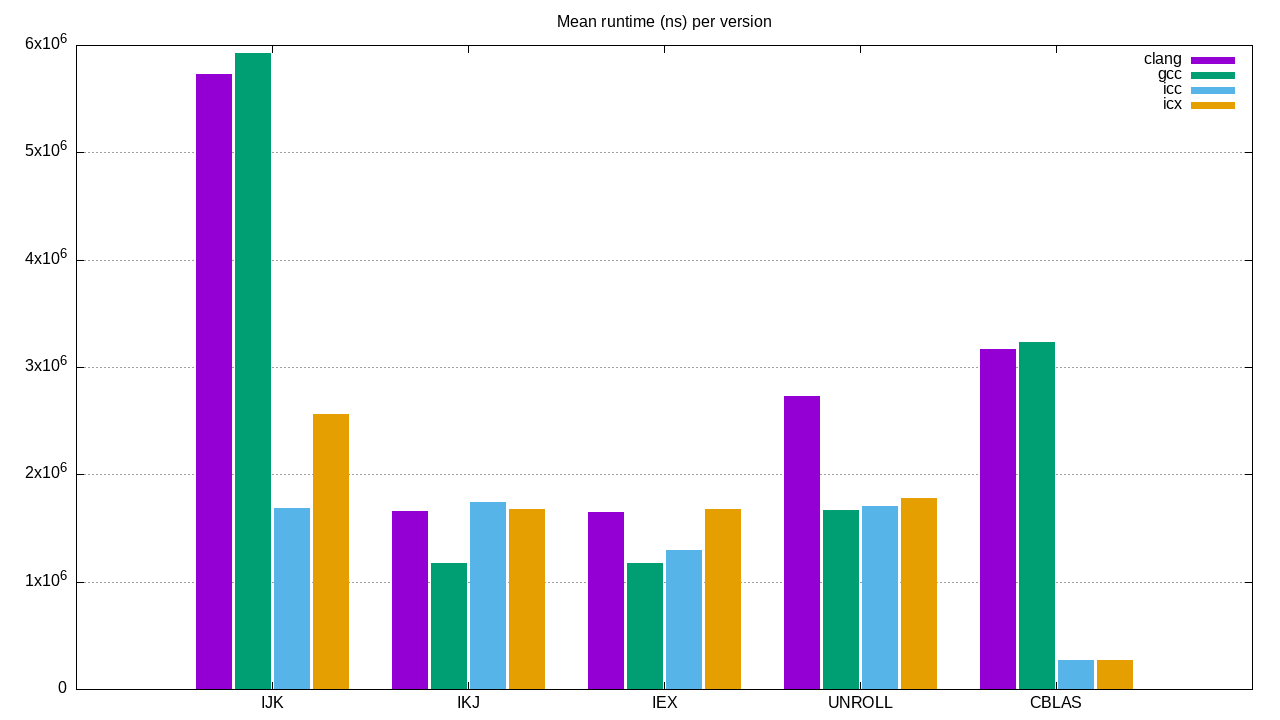 Mean runtime (ns) per version
6x10^6
5x10^6
4x10^6
3x10^6
2x10^6
1x10^6
0
clang
gcc
icc
icx
IJK
IKJ
IEX
UNROLL
CBLAS